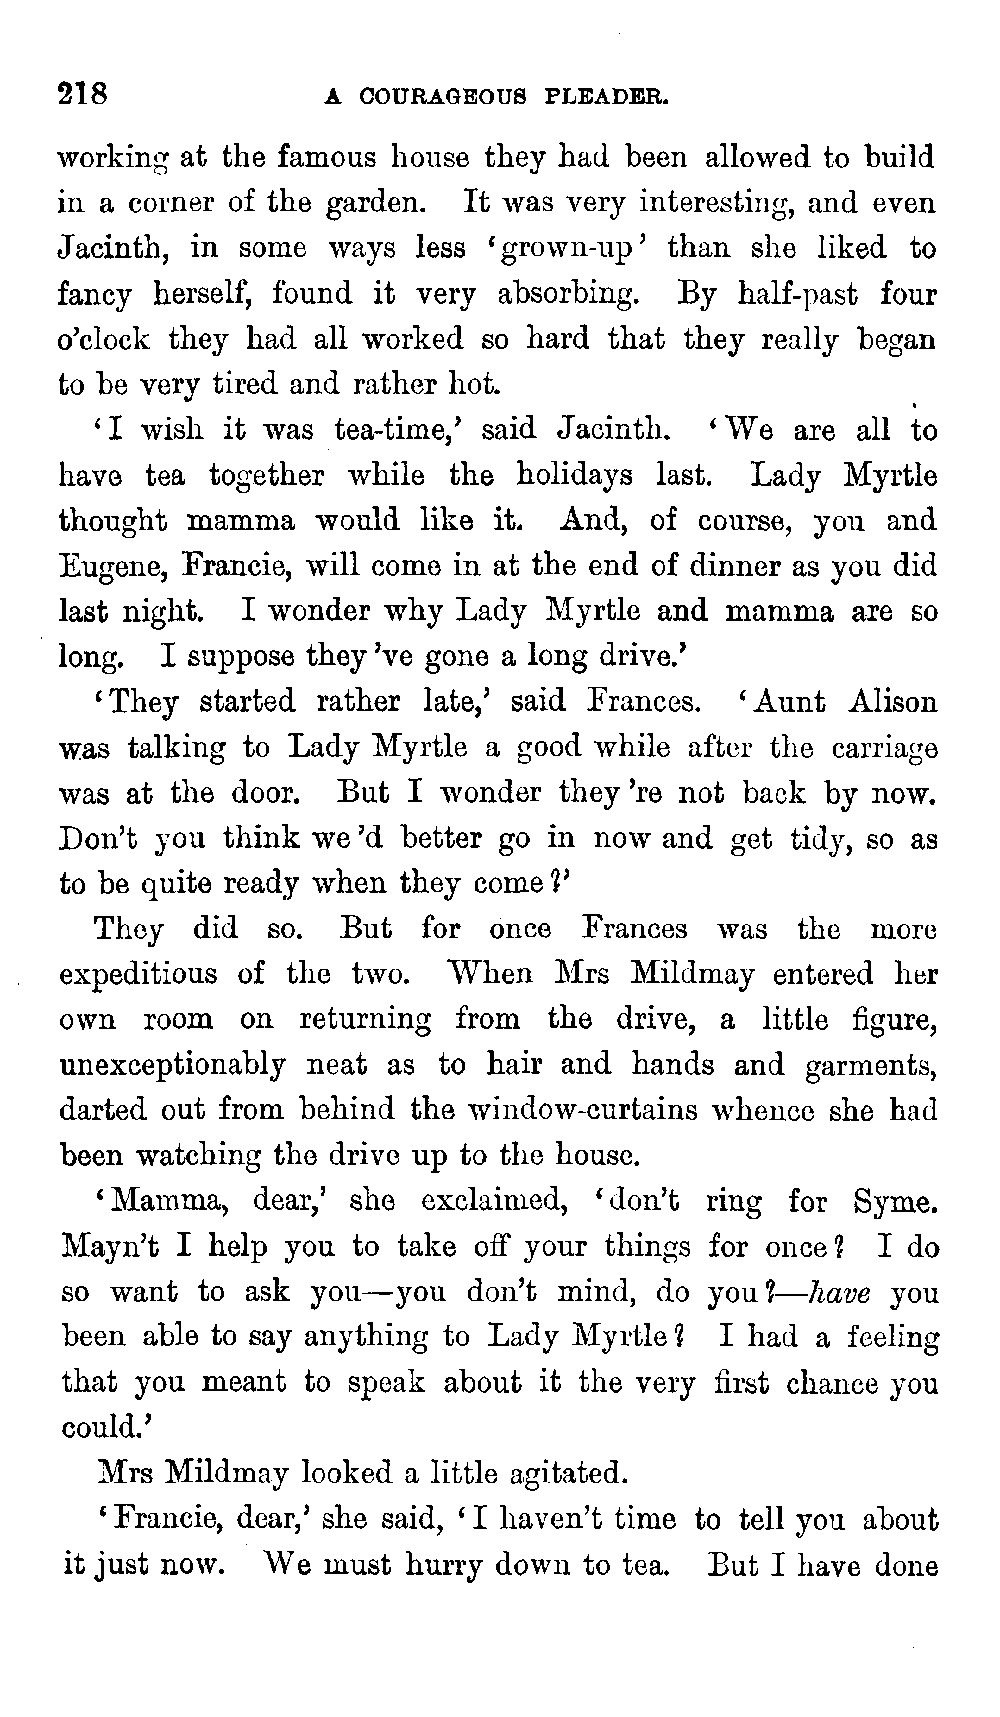 218 A COURAGEOUS PLEADER.
working at the famous house they had been allowed to build
in a corner of the garden. It was very interesting, and even
Jacinth, in some ways less ‘grown-up’ than she liked to
fancy herself, found it very absorbing. By half-past four
o’clock they had all worked so hard that they really began
to be very tired and rather hot.
‘I wish it was tea-time,’ said Jacinth. ‘We are all to
have tea together while the holidays last. Lady Myrtle
thought mamma would like it. And, of course, you and
Eugene, Francie, will come in at the end of dinner as you did
last night. I wonder why Lady Myrtle and mamma are so
long. I suppose they’ve gone a long drive.’
‘They started rather late,’ said Frances. ‘Aunt Alison
was talking to Lady Myrtle a good while after the carriage
was at the door. But I wonder they’re not back by now.
Don’t you think we’d better go in now and get tidy, so as
to be quite ready when they come?’
They did so. But for once Frances was the more
expeditious of the two. When Mrs Mildmay entered her
own room on returning from the drive, a little figure,
unexceptionably neat as to hair and hands and garments,
darted out from behind the window-curtains whence she had
been watching the drive up to the house.
‘Mamma, dear,’ she exclaimed, ‘don’t ring for Syme.
Mayn’t I help you to take off your things for once? I do
so want to ask you—you don’t mind, do you?—have you
been able to say anything to Lady Myrtle? I had a feeling
that you meant to speak about it the very first chance you
could.’
Mrs Mildmay looked a little agitated.
‘Francie, dear,’ she said, ‘I haven’t time to tell you about
it just now. We must hurry down to tea. But I have done